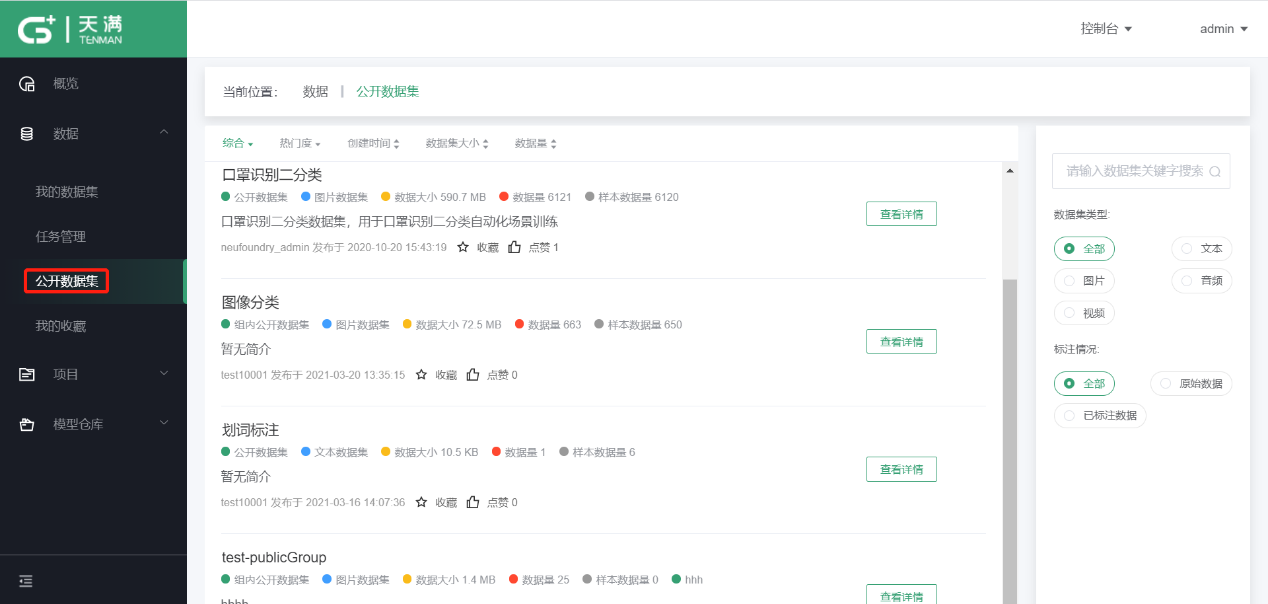 天满
TENMAN
控制台
admin
概览
数据
我的数据集
任务管理
公开数据集
我的收藏
项目
模型仓库
当前位置： 数据 | 公开数据集
综合 热门度 创建时间 数据集大小 数据量
口罩识别二分类
公开数据集 图片数据集 数据大小 590.7 MB 数据量 6121 样本数据量 6120
口罩识别二分类数据集，用于口罩识别二分类自动化场景训练
neufoundry_admin 发布于 2020-10-20 15:43:19 收藏 点赞 1
查看详情
图像分类
组内公开数据集 图片数据集 数据大小 72.5 MB 数据量 663 样本数据量 650
暂无简介
test10001 发布于 2021-03-20 13:35:15 收藏 点赞 0
查看详情
划词标注
公开数据集 文本数据集 数据大小 10.5 KB 数据量 1 样本数据量 6
暂无简介
test10001 发布于 2021-03-16 14:07:36 收藏 点赞 0
查看详情
test-publicGroup
组内公开数据集 图片数据集 数据大小 1.4 MB 数据量 25 样本数据量 0 hhh
hhhh
查看详情
请输入数据集关键字搜索
数据集类型:
全部 文本
图片 音频
视频
标注情况:
全部 原始数据
已标注数据